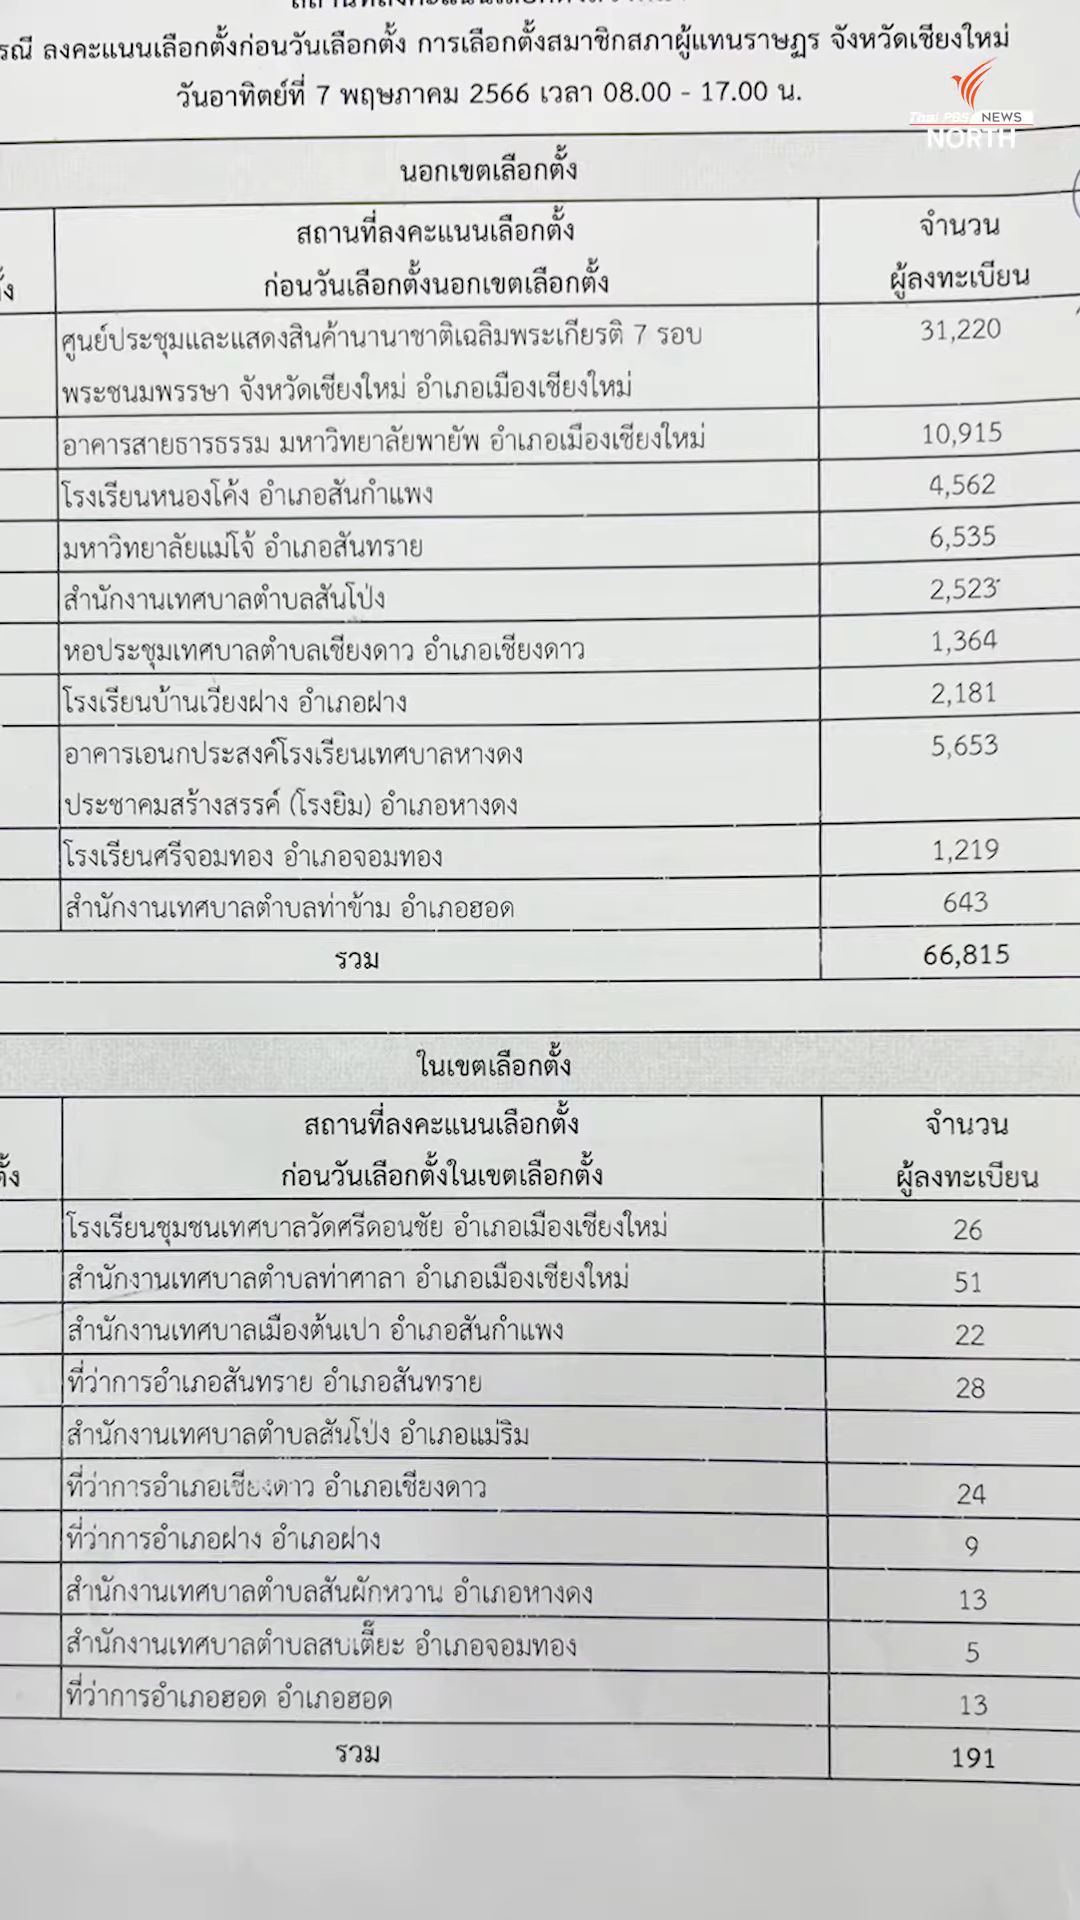 รณี ลงคะแนนเลือกตั้งก่อนวันเลือกตั้ง การเลือกตั้งสมาชิกสภาผู้แทนราษฎร จังหวัดเชียงใหม่
วันอาทิตย์ที่ 7 พฤษภาคม 2566 เวลา 08.00 - 17.00 น.
Thai PBS NEWS
NORTH
นอกเขตเลือกตั้ง
สถานที่ลงคะแนนเลือกตั้ง
ก่อนวันเลือกตั้งนอกเขตเลือกตั้ง
จำนวน
ผู้ลงทะเบียน
ศูนย์ประชุมและแสดงสินค้านานาชาติเฉลิมพระเกียรติ 7 รอบ 31,220
พระชนมพรรษา จังหวัดเชียงใหม่ อำเภอเมืองเชียงใหม่
อาคารสายธารธรรม มหาวิทยาลัยพายัพ อำเภอเมืองเชียงใหม่ 10,915
โรงเรียนหนองโค้ง อำเภอสันกำแพง 4,562
มหาวิทยาลัยแม่โจ้ อำเภอสันทราย 6,535
สำนักงานเทศบาลตำบลสันโป่ง 2,523
หอประชุมเทศบาลตำบลเชียงดาว อำเภอเชียงดาว 1,364
โรงเรียนบ้านเวียงฝาง อำเภอฝาง 2,181
อาคารเอนกประสงค์โรงเรียนเทศบาลหางดง 5,653
ประชาคมสร้างสรรค์ (โรงยิม) อำเภอหางดง
โรงเรียนศรีจอมทอง อำเภอจอมทอง 1,219
สำนักงานเทศบาลตำบลท่าข้าม อำเภอฮอด 643
รวม 66,815
ในเขตเลือกตั้ง
สถานที่ลงคะแนนเลือกตั้ง
ก่อนวันเลือกตั้งในเขตเลือกตั้ง
จำนวน
ผู้ลงทะเบียน
โรงเรียนชุมชนเทศบาลวัดศรีดอนชัย อำเภอเมืองเชียงใหม่ 26
สำนักงานเทศบาลตำบลท่าศาลา อำเภอเมืองเชียงใหม่ 51
สำนักงานเทศบาลเมืองต้นเปา อำเภอสันกำแพง 22
ที่ว่าการอำเภอสันทราย อำเภอสันทราย 28
สำนักงานเทศบาลตำบลสันโป่ง อำเภอแม่ริม
ที่ว่าการอำเภอเชียงดาว อำเภอเชียงดาว 24
ที่ว่าการอำเภอฝาง อำเภอฝาง 9
สำนักงานเทศบาลตำบลสันผักหวาน อำเภอหางดง 13
สำนักงานเทศบาลตำบลสบเตี๊ยะ อำเภอจอมทอง 5
ที่ว่าการอำเภอฮอด อำเภอฮอด 13
รวม 191